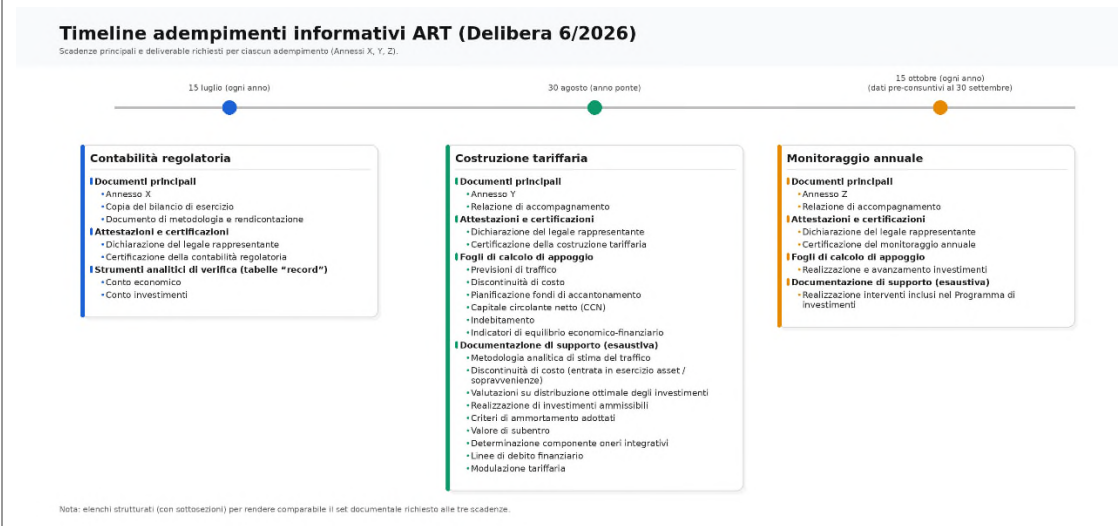 Timeline adempimenti informativi ART (Delibera 6/2026)
Scadenze principali e deliverable richiesti per ciascun adempimento (Annessi X, Y, Z).
15 luglio (ogni anno)
30 agosto (anno ponte)
15 ottobre (ogni anno)
(dati pre-consuntivi al 30 settembre)
Contabilità regolatoria
Documenti principali
•Annesso X
•Copia del bilancio di esercizio
•Documento di metodologia e rendicontazione
Attestazioni e certificazioni
•Dichiarazione del legale rappresentante
•Certificazione della contabilità regolatoria
Strumenti analitici di verifica (tabelle “record”)
•Conto economico
•Conto investimenti
Costruzione tariffaria
Documenti principali
•Annesso Y
•Relazione di accompagnamento
Attestazioni e certificazioni
•Dichiarazione del legale rappresentante
•Certificazione della costruzione tariffaria
Fogli di calcolo di appoggio
•Previsioni di traffico
•Discontinuità di costo
•Pianificazione fondi di accantonamento
•Capitale circolante netto (CCN)
•Indebitamento
•Indicatori di equilibrio economico-finanziario
Documentazione di supporto (esaustiva)
•Metodologia analitica di stima del traffico
•Discontinuità di costo (entrata in esercizio asset /
sopravvenienze)
•Valutazioni su distribuzione ottimale degli investimenti
•Realizzazione di investimenti ammissibili
•Criteri di ammortamento adottati
•Valore di subentro
•Determinazione componente oneri integrativi
•Linee di debito finanziario
•Modulazione tariffaria
Monitoraggio annuale
Documenti principali
•Annesso Z
•Relazione di accompagnamento
Attestazioni e certificazioni
•Dichiarazione del legale rappresentante
•Certificazione del monitoraggio annuale
Fogli di calcolo di appoggio
•Realizzazione e avanzamento investimenti
Documentazione di supporto (esaustiva)
•Realizzazione interventi inclusi nel Programma di
investimenti
Nota: elenchi strutturati (con sottosezioni) per rendere comparabile il set documentale richiesto alle tre scadenze.